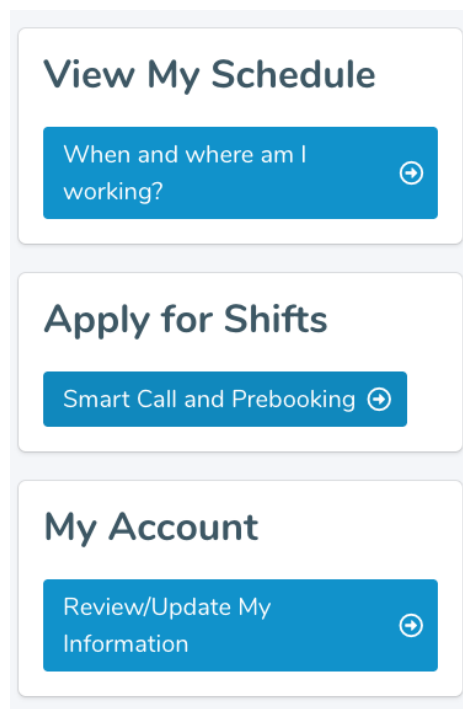 View My Schedule
When and where am I
working?
Apply for Shifts
Smart Call and Prebooking
My Account
Review/Update My
Information